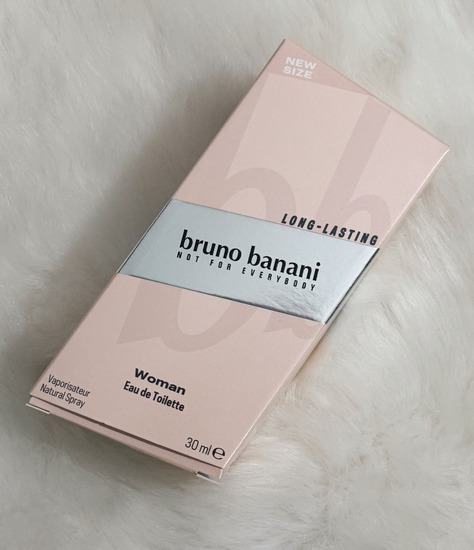 NEW
SIZE
LONG-LASTING
bruno banani
NOT FOR EVERYBODY
Woman
Eau de Toilette
Vaporisateur
Natural Spray
30 ml ℮